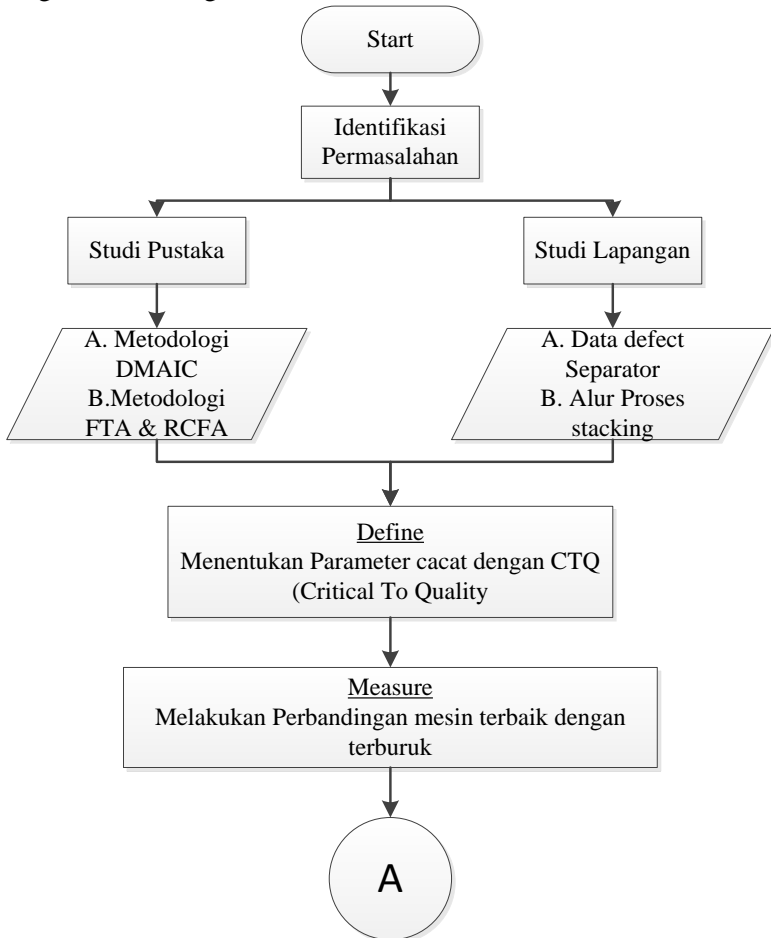 Start
Identifikasi
Permasalahan
Studi Pustaka
Studi Lapangan
A. Metodologi
DMAIC
B.Metodologi
FTA & RCFA
A. Data defect
Separator
B. Alur Proses
stacking
Define
Menentukan Parameter cacat dengan CTQ
(Critical To Quality
Measure
Melakukan Perbandingan mesin terbaik dengan
terburuk
A